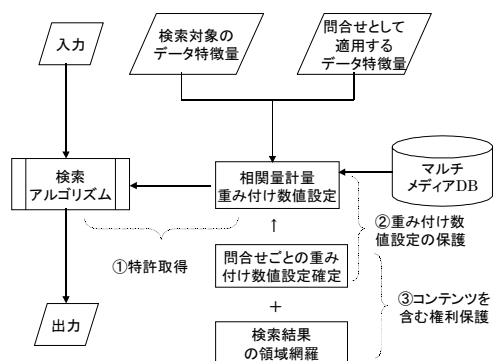 入力
検索対象の
データ特徴量
問合せとして
適用する
データ特徴量
検索
アルゴリズム
相関量計量
重み付け数値設定
マルチ
メディアDB
①特許取得
②重み付け数
値設定の保護
↑
問合せごとの重み
付け数値設定確定
③コンテンツを
含む権利保護
出力
+
検索結果
の領域網羅